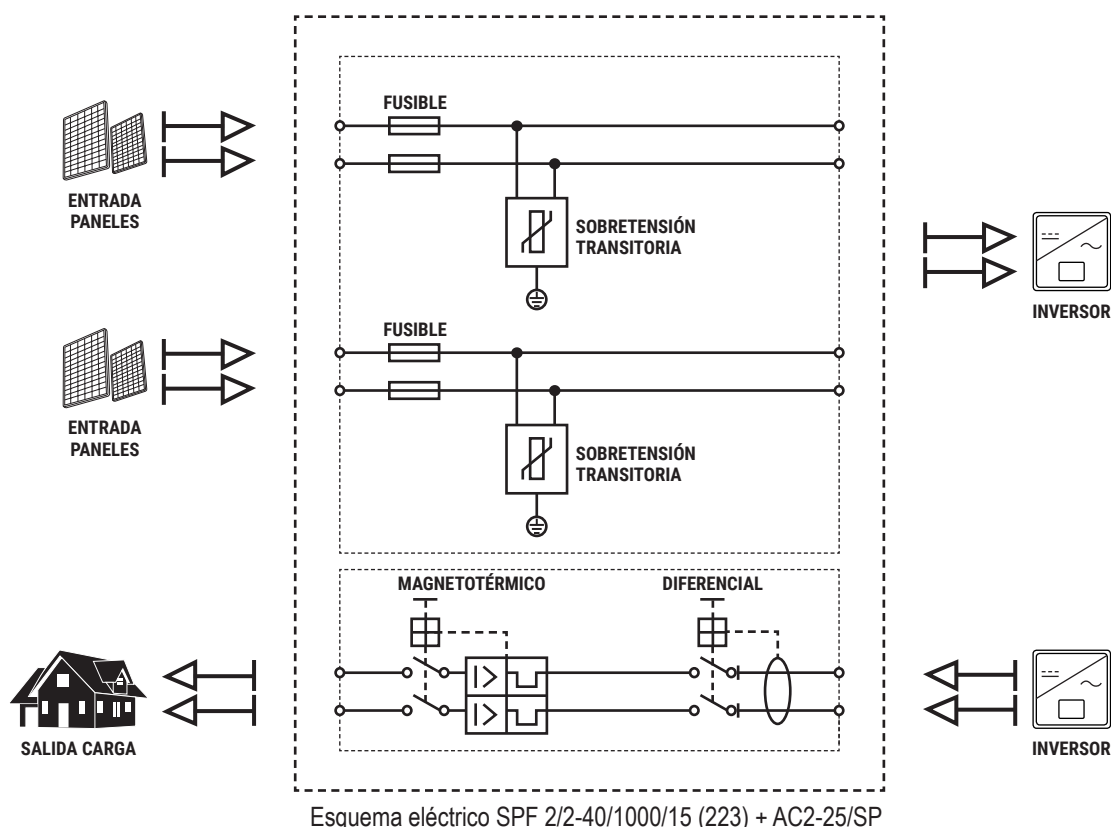 FUSIBLE
ENTRADA
PANELES
SOBRETENSIÓN
TRANSITORIA
INVERSOR
FUSIBLE
ENTRADA
PANELES
SOBRETENSIÓN
TRANSITORIA
MAGNETOTÉRMICO
DIFERENCIAL
SALIDA CARGA
INVERSOR
Esquema eléctrico SPF 2/2-40/1000/15 (223) + AC2-25/SP